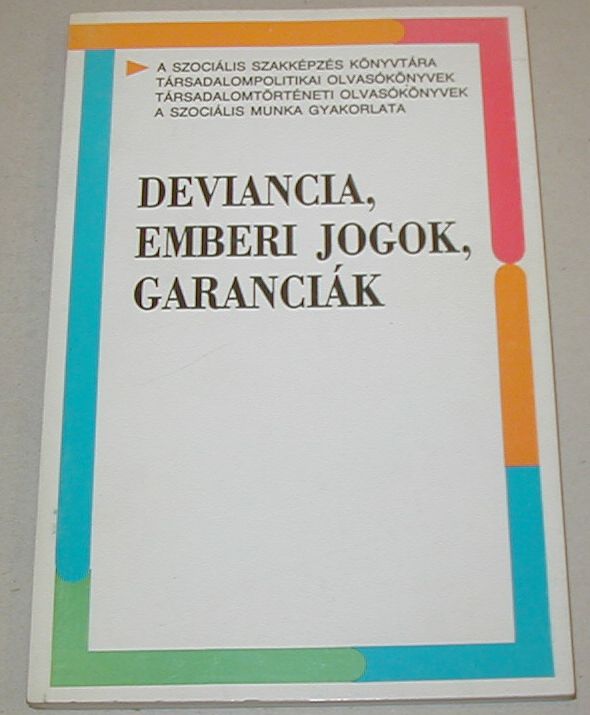 A SZOCIÁLIS SZAKKÉPZÉS KÖNYVTÁRA
TÁRSADALOMPOLITIKAI OLVASÓKÖNYVEK
TÁRSADALOMTÖRTÉNETI OLVASÓKÖNYVEK
A SZOCIÁLIS MUNKA GYAKORLATA
DEVIANCIA,
EMBERI JOGOK,
GARANCIÁK